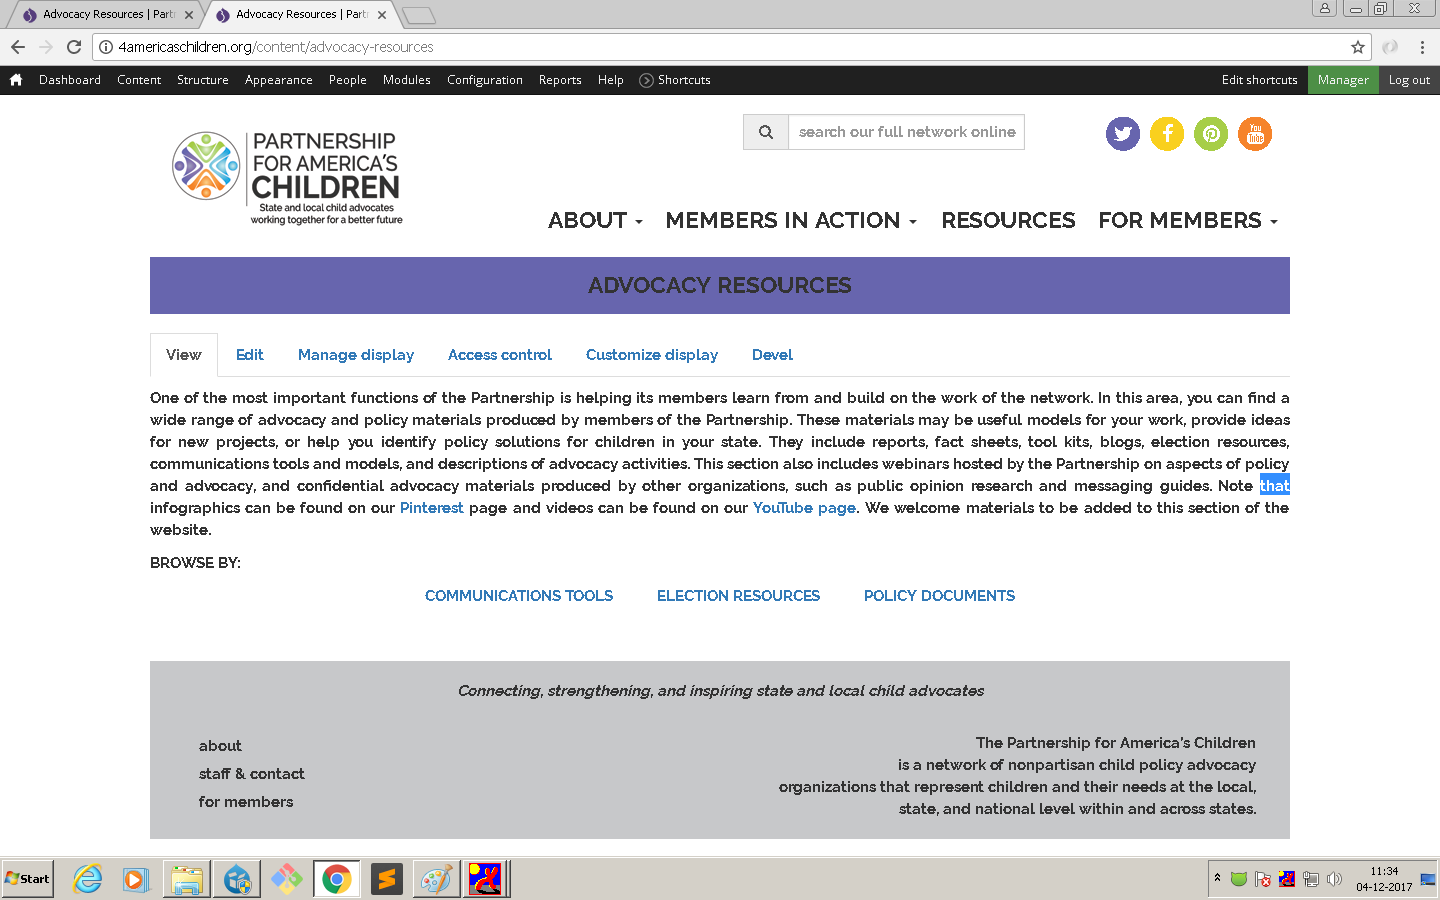 Advocacy Resources | Part
Advocacy Resources | Part
4americaschildren.org/content/advocacy-resources
Dashboard Content Structure Appearance People Modules Configuration Reports Help Shortcuts Edit shortcuts Manager Log out
PARTNERSHIP
FOR AMERICA'S
CHILDREN
State and local child advocates
working together for a better future
search our full network online
You
Tube
ABOUT MEMBERS IN ACTION RESOURCES FOR MEMBERS
ADVOCACY RESOURCES
View Edit Manage display Access control Customize display Devel
One of the most important functions of the Partnership is helping its members learn from and build on the work of the network. In this area, you can find a
wide range of advocacy and policy materials produced by members of the Partnership. These materials may be useful models for your work, provide ideas
for new projects, or help you identify policy solutions for children in your state. They include reports, fact sheets, tool kits, blogs, election resources,
communications tools and models, and descriptions of advocacy activities. This section also includes webinars hosted by the Partnership on aspects of policy
and advocacy, and confidential advocacy materials produced by other organizations, such as public opinion research and messaging guides. Note that
infographics can be found on our Pinterest page and videos can be found on our YouTube page. We welcome materials to be added to this section of the
website.
BROWSE BY:
COMMUNICATIONS TOOLS ELECTION RESOURCES POLICY DOCUMENTS
Connecting, strengthening, and inspiring state and local child advocates
about
staff & contact
for members
The Partnership for America's Children
is a network of nonpartisan child policy advocacy
organizations that represent children and their needs at the local,
state, and national level within and across states.
Start
11:34
04-12-2017